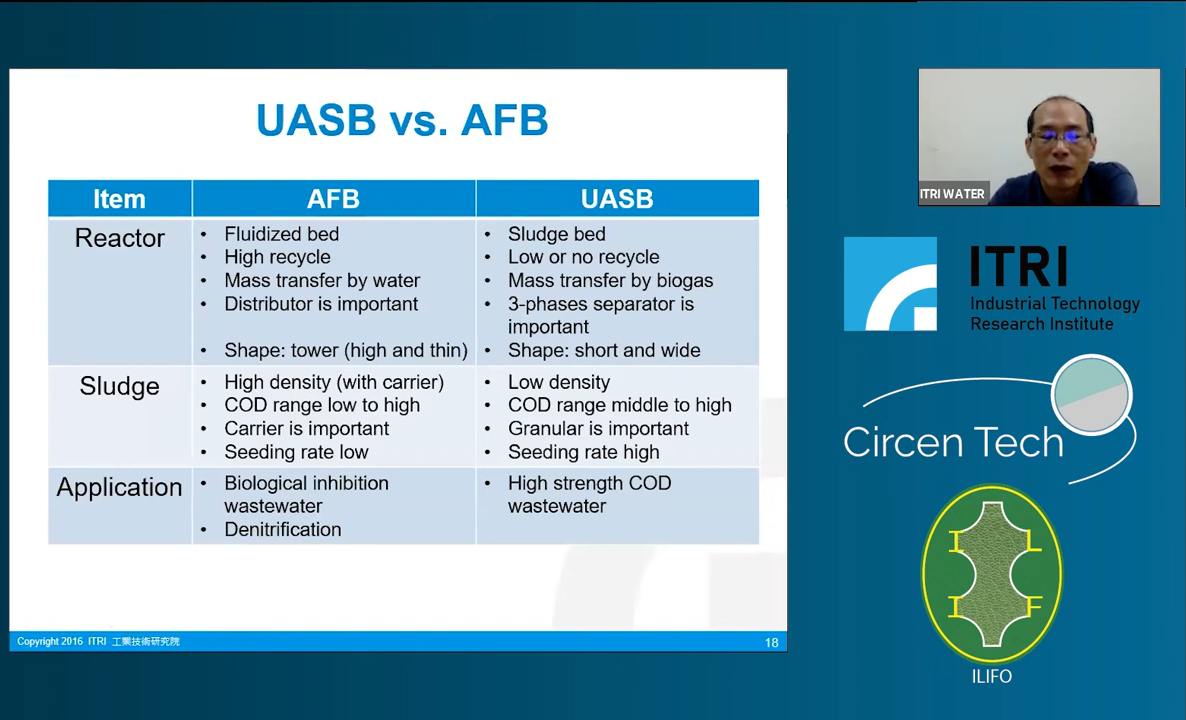 UASB vs. AFB
Item
AFB
UASB
Reactor
• Fluidized bed
• High recycle
• Mass transfer by water
• Distributor is important
• Shape: tower (high and thin)
• Sludge bed
• Low or no recycle
• Mass transfer by biogas
• 3-phases separator is
important
• Shape: short and wide
Sludge
• High density (with carrier)
• COD range low to high
• Carrier is important
• Seeding rate low
• Low density
• COD range middle to high
• Granular is important
• Seeding rate high
Application
• Biological inhibition
wastewater
• Denitrification
• High strength COD
wastewater
Copyright 2016 ITRI 工業技術研究院
18
ITRI WATER
ITRI
Industrial Technology
Research Institute
Circen Tech
I L
I F
ILIFO